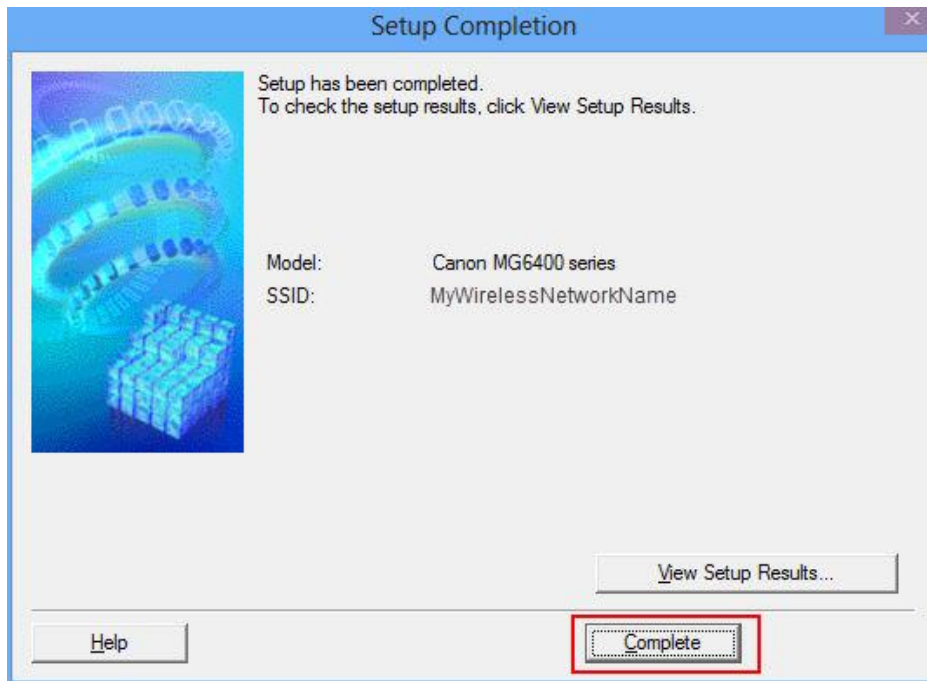 Setup Completion
Setup has been completed.
To check the setup results, click View Setup Results.
Model: Canon MG6400 series
SSID: MyWirelessNetworkName
View Setup Results...
Help Complete